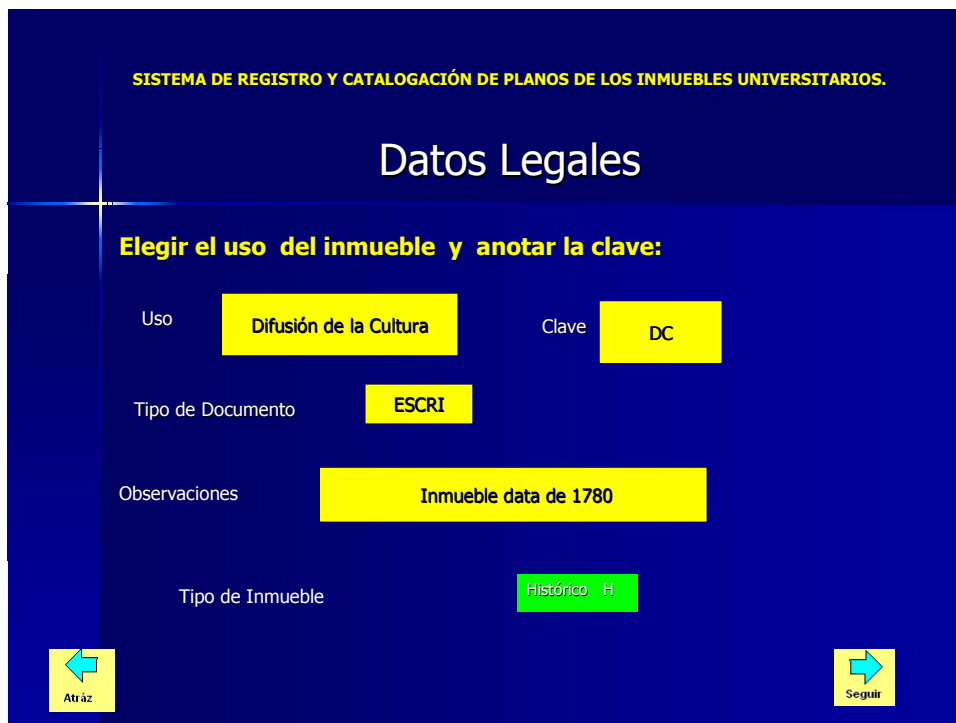 SISTEMA DE REGISTRO Y CATALOGACIÓN DE PLANOS DE LOS INMUEBLES UNIVERSITARIOS.
Datos Legales
Elegir el uso del inmueble y anotar la clave:
Uso Difusión de la Cultura Clave DC
Tipo de Documento ESCRI
Observaciones Inmueble data de 1780
Tipo de Inmueble Histórico H
Atráz Seguir